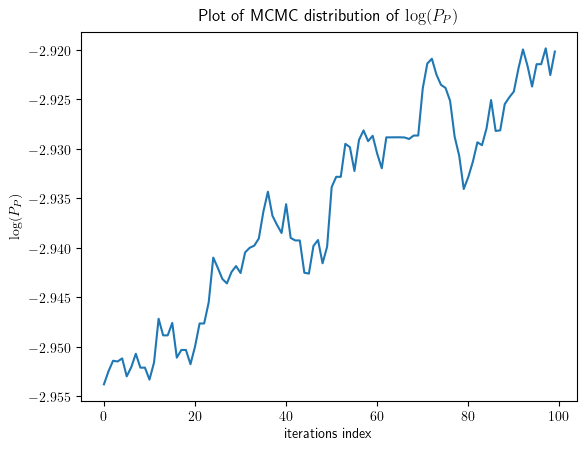 Plot of MCMC distribution of log(P_P)
−2.920
−2.925
−2.930
−2.935
−2.940
−2.945
−2.950
−2.955
log(P_P)
0 20 40 60 80 100
iterations index